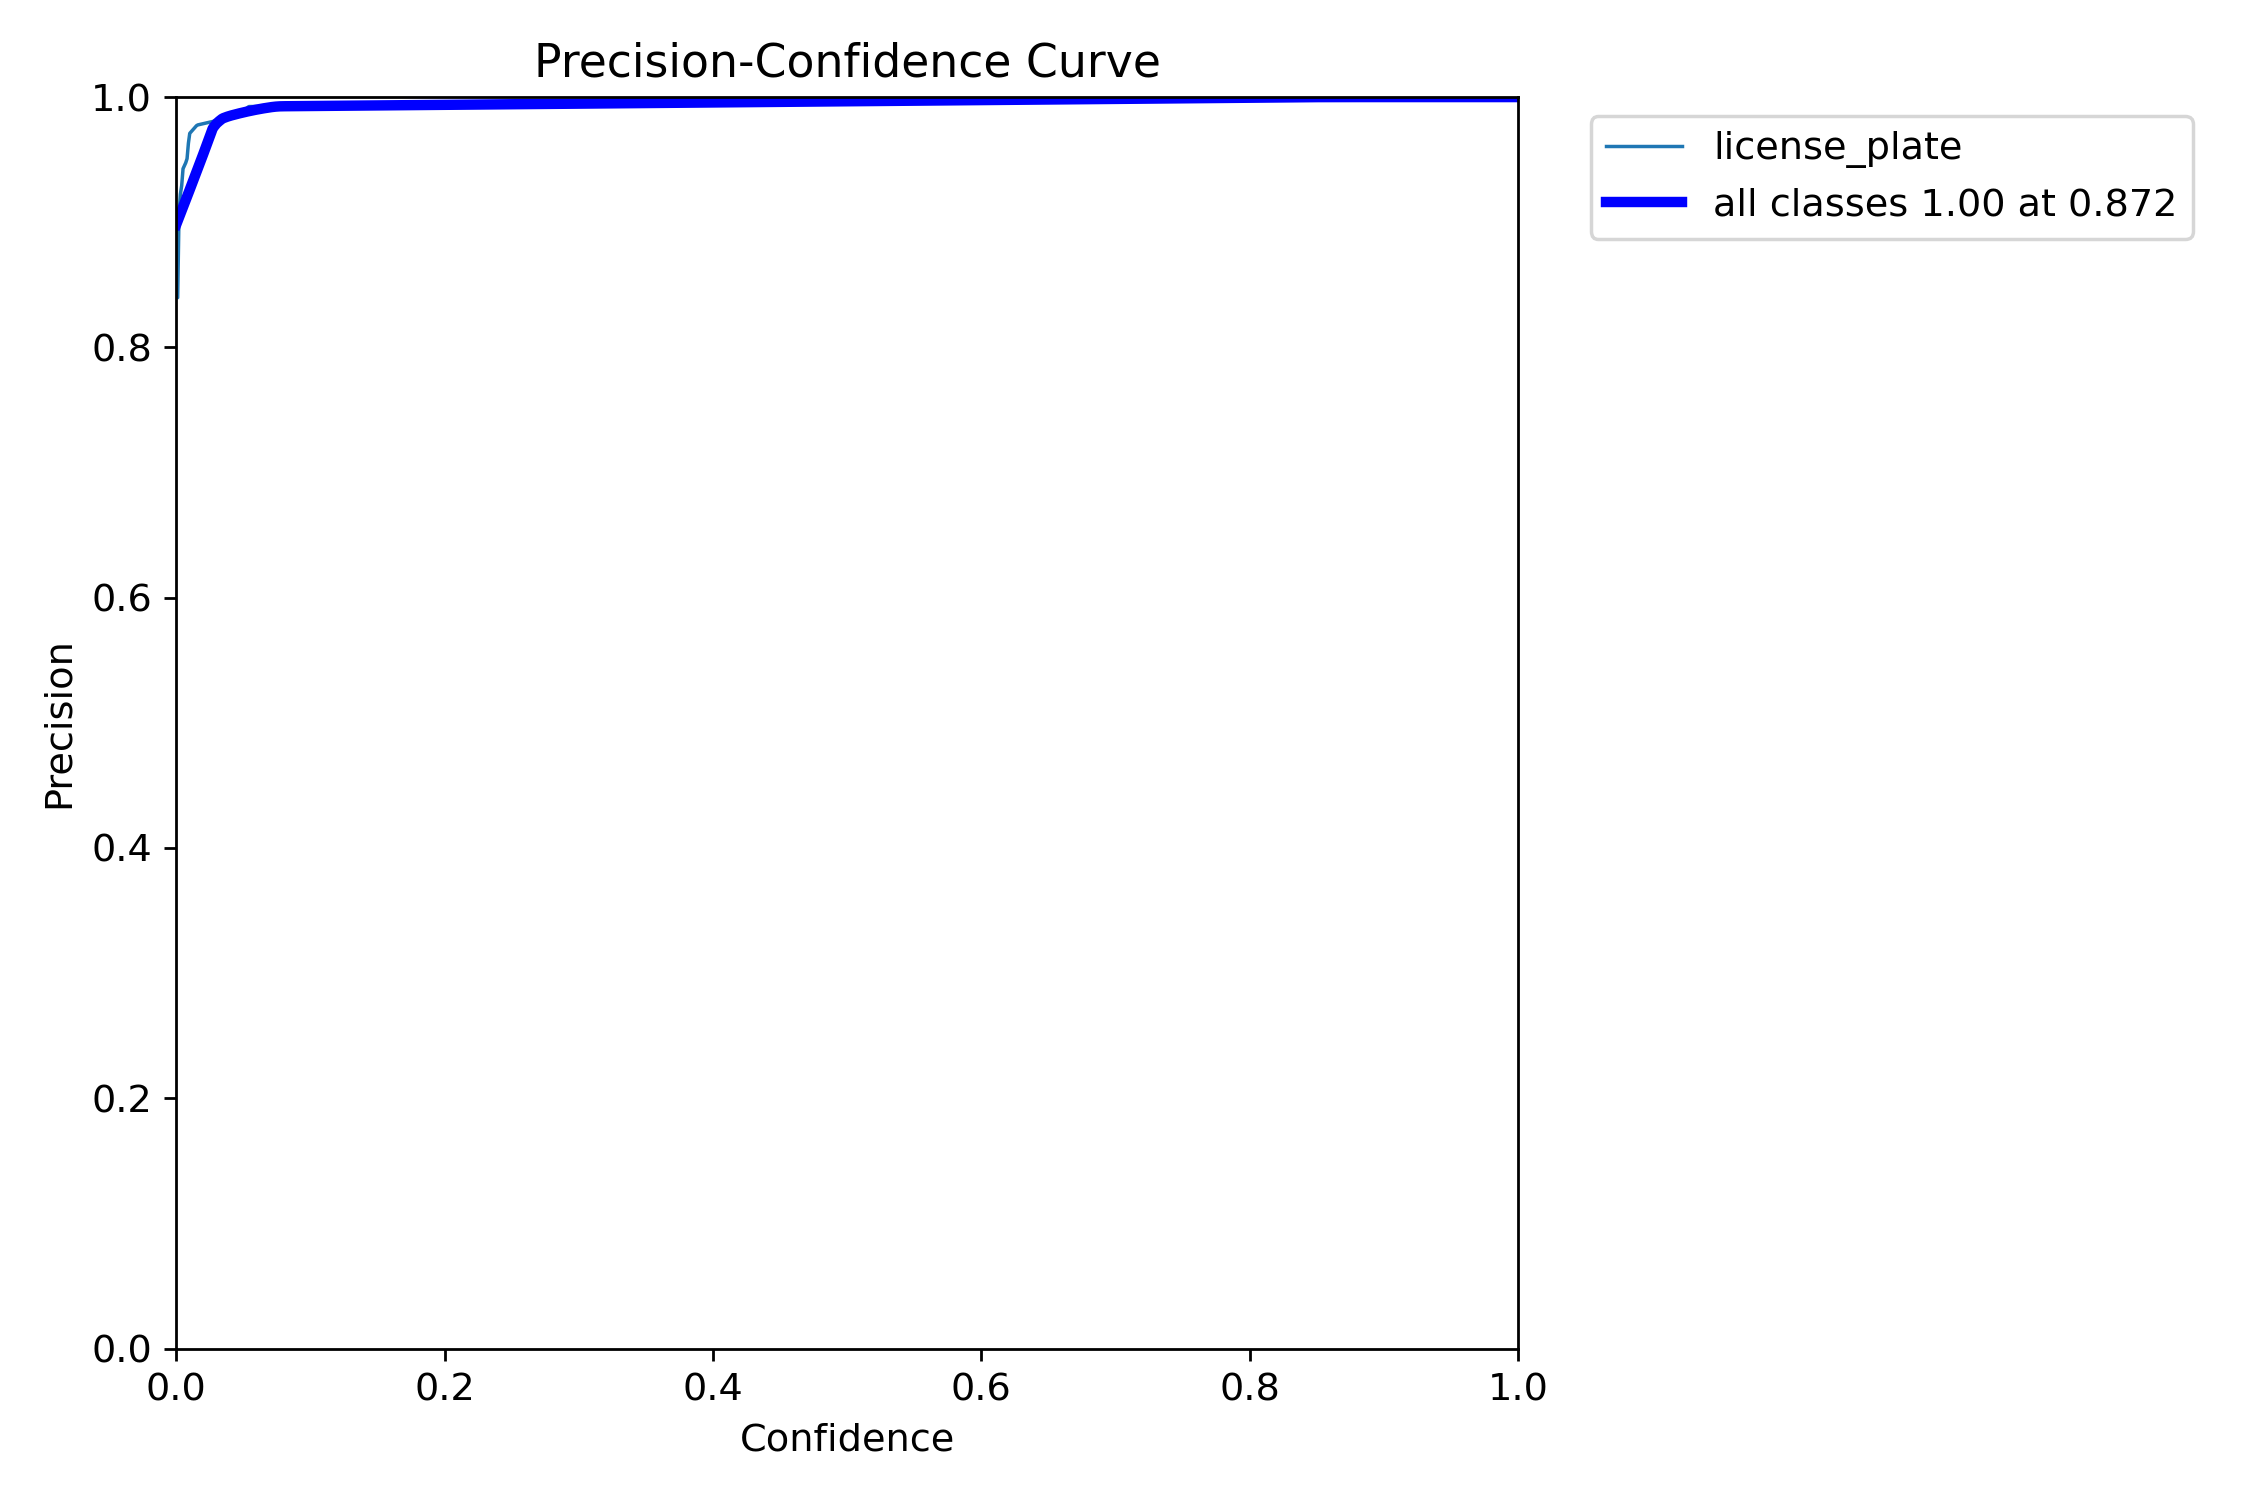 Precision-Confidence Curve
1.0
0.8
0.6
0.4
0.2
0.0
Precision
0.0 0.2 0.4 0.6 0.8 1.0
Confidence
license_plate
all classes 1.00 at 0.872